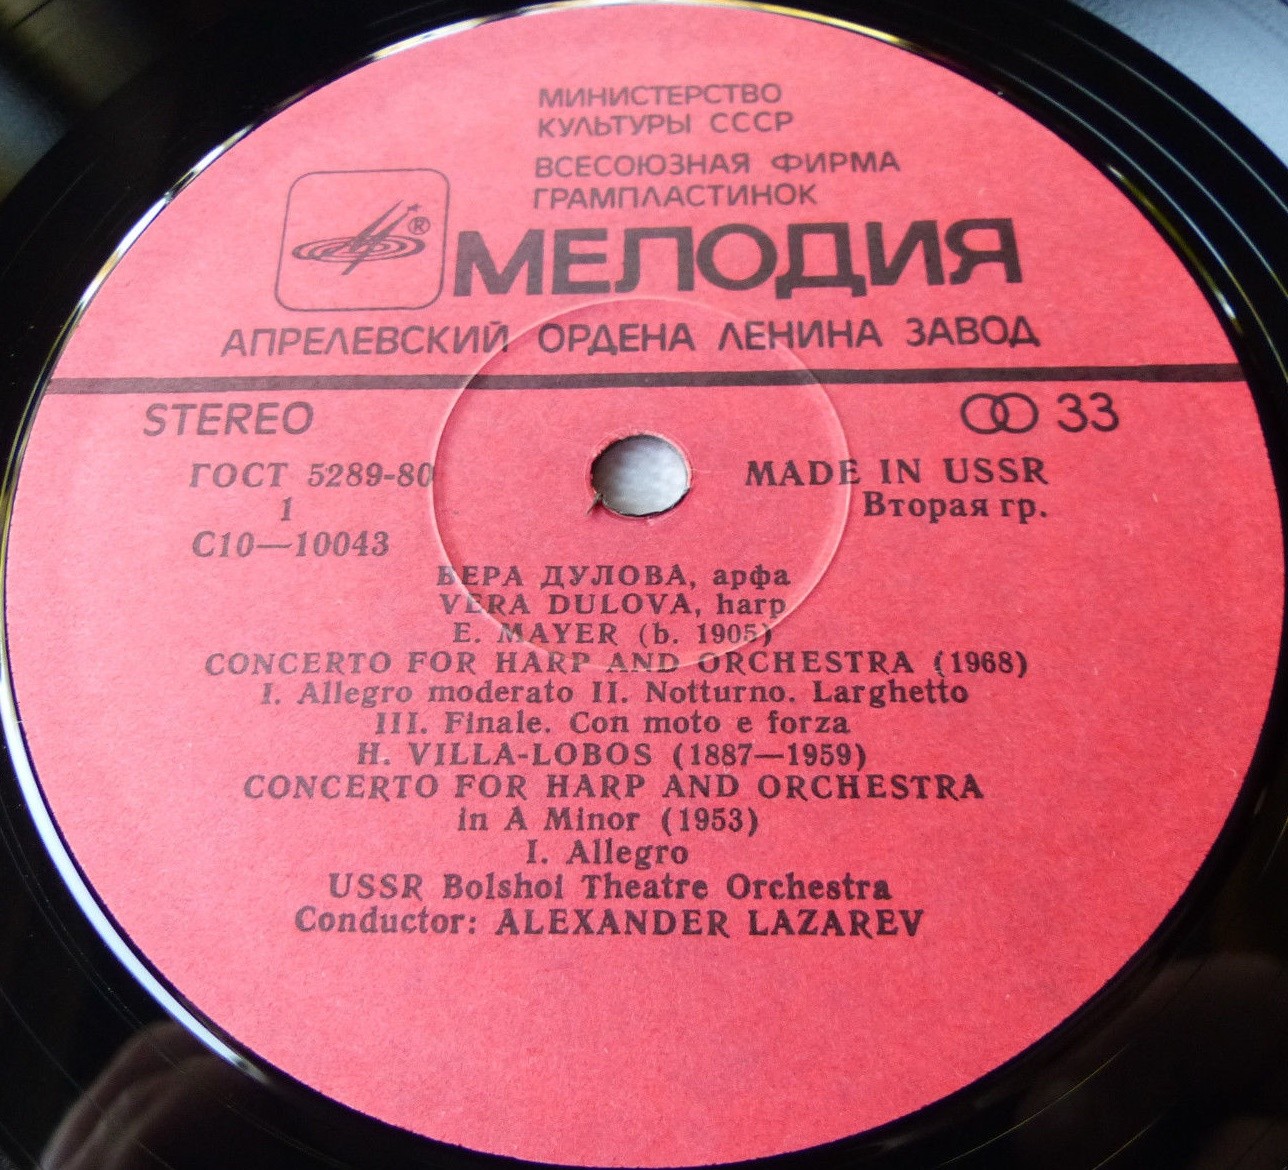 МИНИСТЕРСТВО
КУЛЬТУРЫ СССР
ВСЕСОЮЗНАЯ ФИРМА
ГРАМПЛАСТИНОК
®
МЕЛОДИЯ
АПРЕЛЕВСКИЙ ОРДЕНА ЛЕНИНА ЗАВОД
STEREO
33
ГОСТ 5289-80
MADE IN USSR
1
Вторая гр.
С10—10043
ВЕРА ДУЛОВА, арфа
VERA DULOVA, harp
E. MAYER (b. 1905)
CONCERTO FOR HARP AND ORCHESTRA (1968)
I. Allegro moderato II. Notturno. Larghetto
III. Finale. Con moto e forza
H. VILLA-LOBOS (1887—1959)
CONCERTO FOR HARP AND ORCHESTRA
in A Minor (1953)
I. Allegro
USSR Bolshoi Theatre Orchestra
Conductor: ALEXANDER LAZAREV